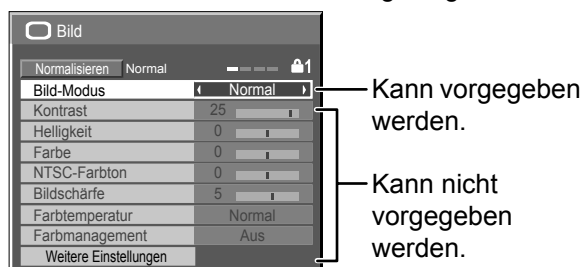 Bild
Normalisieren Normal 1
Bild-Modus Normal
Kontrast 25
Helligkeit 0
Farbe 0
NTSC-Farbton 0
Bildschärfe 5
Farbtemperatur Normal
Farbmanagement Aus
Weitere Einstellungen
Kann vorgegeben
werden.
Kann nicht
vorgegeben
werden.